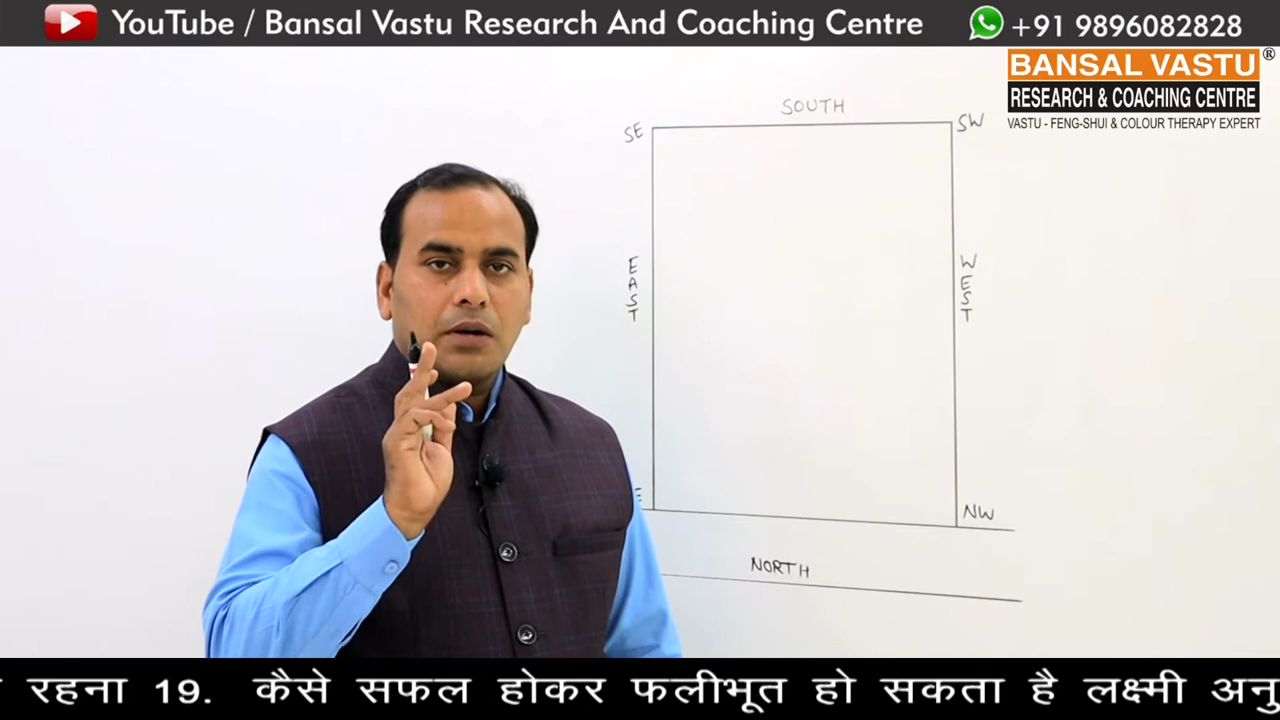 YouTube / Bansal Vastu Research And Coaching Centre +91 9896082828
BANSAL VASTU®
RESEARCH & COACHING CENTRE
VASTU - FENG-SHUI & COLOUR THERAPY EXPERT
SOUTH
SE
SW
EAST
WEST
E
NW
NORTH
रहना 19. कैसे सफल होकर फलीभूत हो सकता है लक्ष्मी अनु